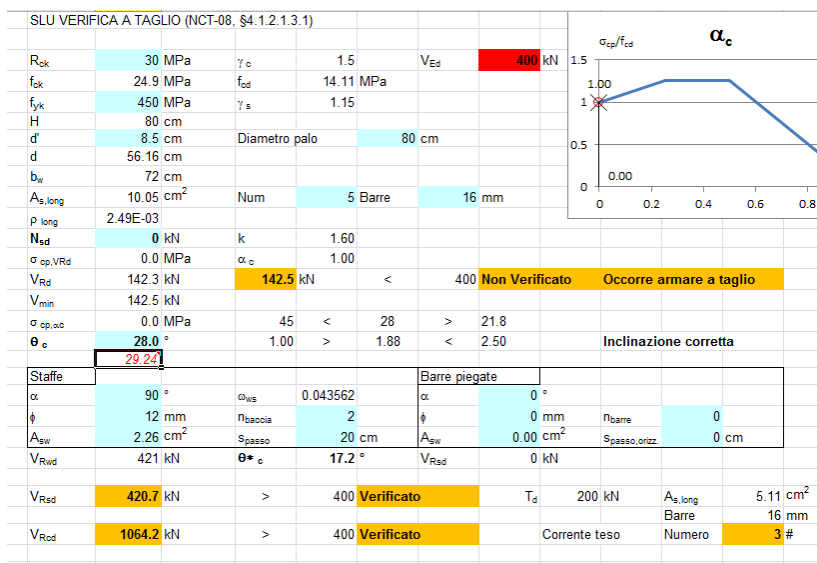 SLU VERIFICA A TAGLIO (NCT-08, §4.1.2.1.3.1)
σcp/fcd αc
Rck 30 MPa γ c 1.5 VEd 400 kN
fck 24.9 MPa fcd 14.11 MPa
fyk 450 MPa γ s 1.15
H 80 cm
d' 8.5 cm Diametro palo 80 cm
d 56.16 cm
bw 72 cm
As,long 10.05 cm2 Num 5 Barre 16 mm
ρ long 2.49E-03
Nsd 0 kN k 1.60
σ cp,VRd 0.0 MPa αc 1.00
VRd 142.3 kN 142.5 kN < 400 Non Verificato Occorre armare a taglio
Vmin 142.5 kN
σ cp,αc 0.0 MPa 45 < 28 > 21.8
θ c 28.0 ° 1.00 > 1.88 < 2.50 Inclinazione corretta
29.24
1.5
1.00
1
0.5
0.00
0
0 0.2 0.4 0.6 0.8
Staffe Barre piegate
α 90 ° ωws 0.043562 α 0 °
ϕ 12 mm nbraccia 2 ϕ 0 mm nbarre 0
Asw 2.26 cm2 spasso 20 cm Asw 0.00 cm2 spasso,orizz. 0 cm
VRwd 421 kN θ* c 17.2 ° VRsd 0 kN
VRsd 420.7 kN > 400 Verificato Td 200 kN As,long 5.11 cm2
Barre 16 mm
VRcd 1064.2 kN > 400 Verificato Corrente teso Numero 3 #